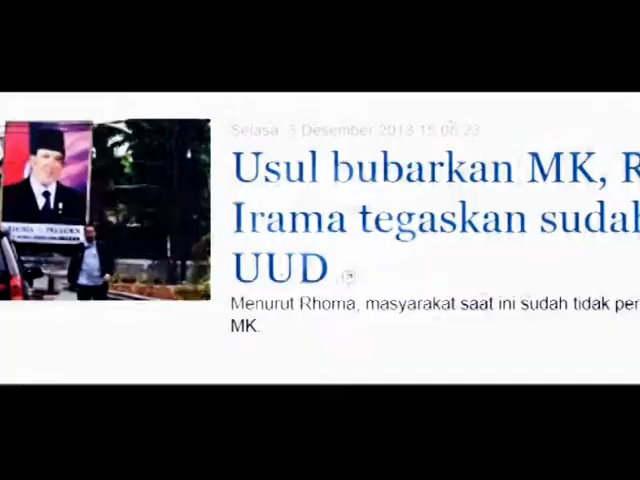 Selasa, 3 Desember 2013 15:06:23
Usul bubarkan MK, R
Irama tegaskan sudah
UUD
Menurut Rhoma, masyarakat saat ini sudah tidak per
MK.